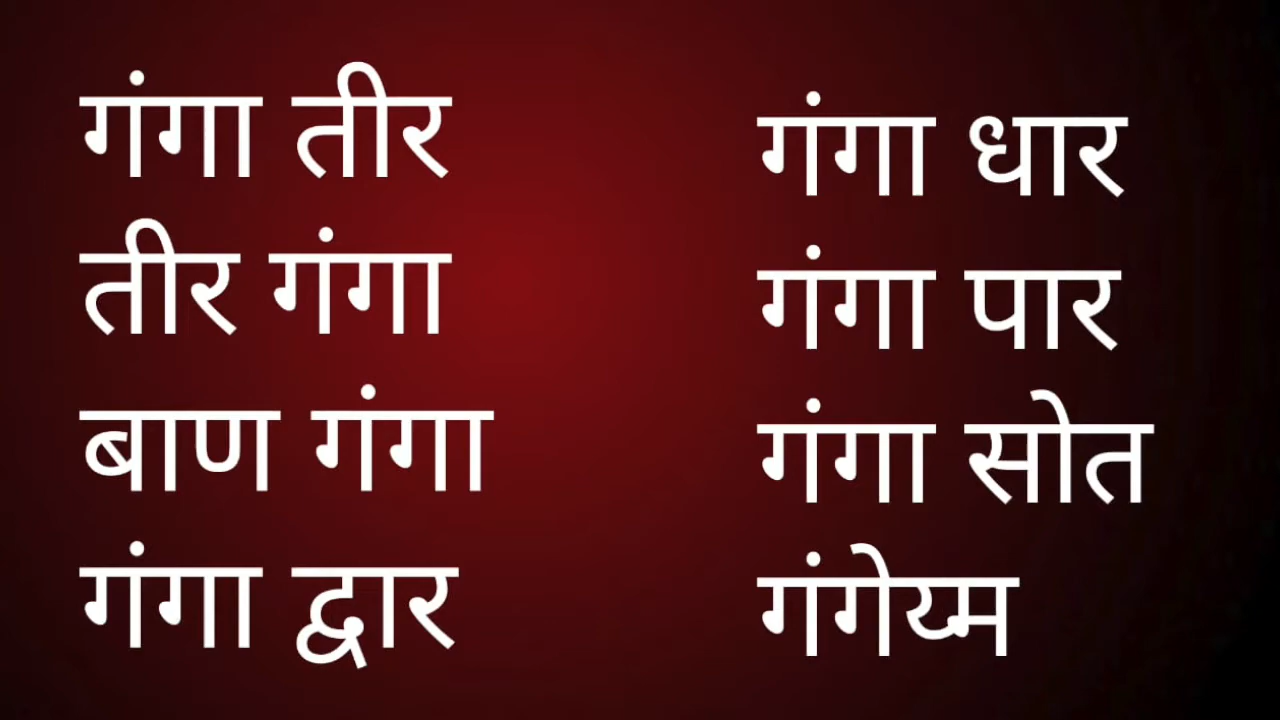 गंगा तीर
तीर गंगा
बाण गंगा
गंगा द्वार
गंगा धार
गंगा पार
गंगा सोत
गंगेय्म